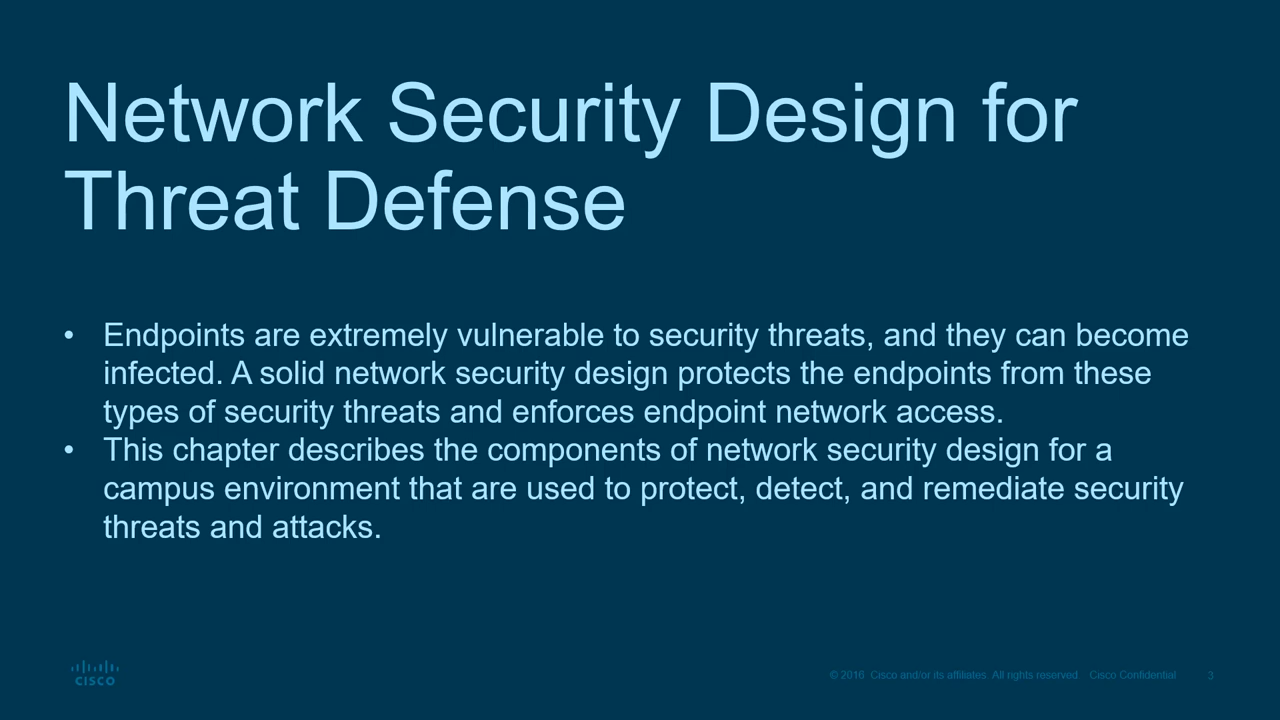 Network Security Design for
Threat Defense
• Endpoints are extremely vulnerable to security threats, and they can become
infected. A solid network security design protects the endpoints from these
types of security threats and enforces endpoint network access.
• This chapter describes the components of network security design for a
campus environment that are used to protect, detect, and remediate security
threats and attacks.
CISCO
© 2016 Cisco and/or its affiliates. All rights reserved Cisco Confidential 3